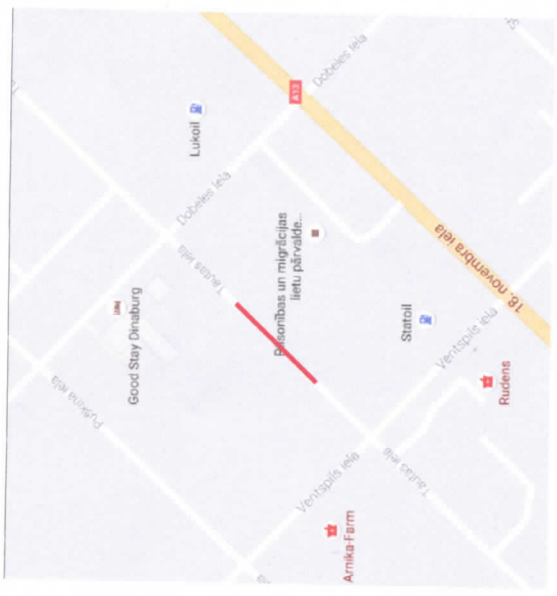 Dobeles iela
A13
Lukoil
Dobeles iela
Tautas iela
Pilsonības un migrācijas
lietu pārvalde...
Good Stay Dinaburg
18. novembra iela
Statoil
Ventspils iela
Puškina iela
Rudens
Ventspils iela
Tautas iela
Arnika-Farm